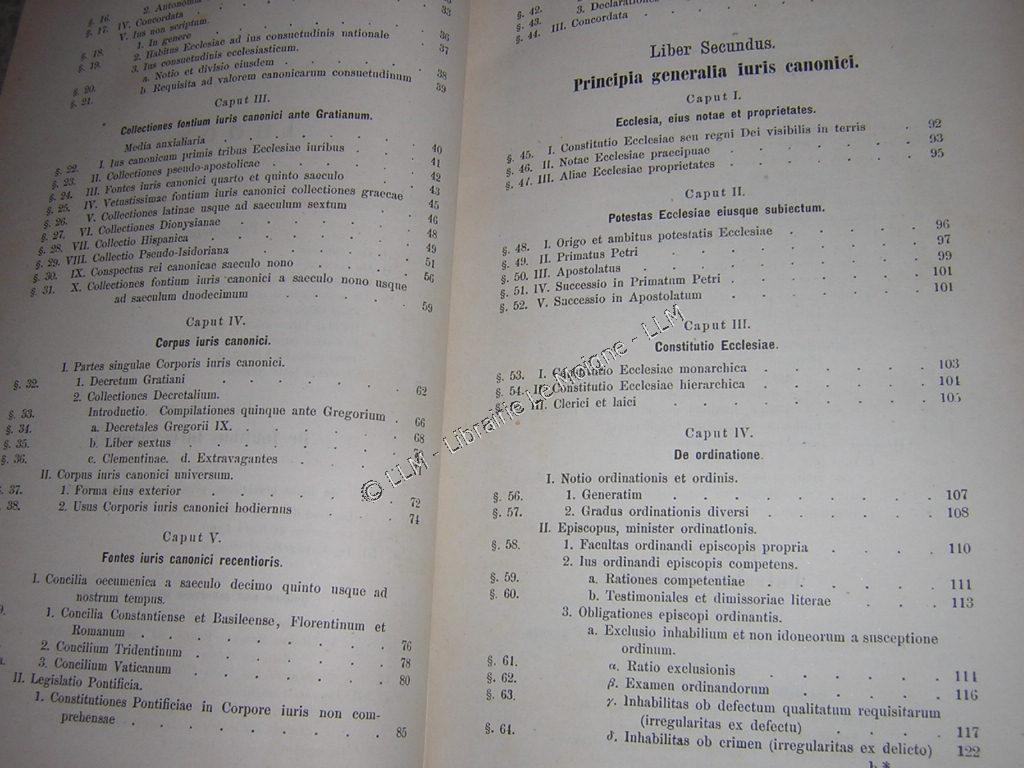 2. Autonomia
33
§. 16. IV. Concordata
§. 17. V. Ius non scriptum.
1. In genere . . . 36
§. 18. 2. Habitus Ecclesiae ad ius consuetudinis nationale 37
§. 19. 3. Ius consuetudinis ecclesiasticum.
§. 20. a. Notio et divisio eiusdem . . . 38
§. 21. b Requisita ad valorem canonicarum consuetudinum 39
Caput III.
Collectiones fontium iuris canonici ante Gratianum.
Media anxialiaria
§. 22. I. Ius canonicum primis tribus Ecclesiae iuribus . . . 40
§. 23. II. Collectiones pseudo-apostolicae . . . 41
§. 24. III. Fontes iuris canonici quarto et quinto saeculo . . . 42
§. 25. IV. Vetustissimae fontium iuris canonici collectiones graecae 43
§. 26. V. Collectiones latinae usque ad saeculum sextum . . . 45
§. 27. VI. Collectiones Dionysianae . . . 46
§. 28. VII. Collectio Hispanica . . . 48
§. 29. VIII. Collectio Pseudo-Isidoriana . . . 49
§. 30. IX. Conspectus rei canonicae saeculo nono . . . 51
§. 31. X. Collectiones fontium iuris canonici a saeculo nono usque 56
ad saeculum duodecimum . . . 59
Caput IV.
Corpus iuris canonici.
I. Partes singulae Corporis iuris canonici.
§. 32. 1. Decretum Gratiani . . . 62
2. Collectiones Decretalium.
§. 33. Introductio. Compilationes quinque ante Gregorium . 66
§. 34. a. Decretales Gregorii IX. . . . 68
§. 35. b. Liber sextus
§. 36. c. Clementinae. d. Extravagantes
II. Corpus iuris canonici universum.
37. 1. Forma eius exterior . . . 72
38. 2. Usus Corporis iuris canonici hodiernus . . . 74
Caput V.
Fontes iuris canonici recentioris.
I. Concilia oecumenica a saeculo decimo quinto usque ad
nostrum tempus.
1. Concilia Constantiense et Basileense, Florentinum et
Romanum . . . 76
2. Concilium Tridentinum . . . 78
3. Concilium Vaticanum . . . 80
II. Legislatio Pontificia.
1. Constitutiones Pontificiae in Corpore iuris non com-
prehensae . . . 85
§. 42. 3. Declarationes
§. 43.
§. 44. III. Concordata
Liber Secundus.
Principia generalia iuris canonici.
Caput I.
Ecclesia, eius notae et proprietates.
§. 45. I. Constitutio Ecclesiae seu regni Dei visibilis in terris . 92
§. 46. II. Notae Ecclesiae praecipuae . . . 93
§. 47. III. Aliae Ecclesiae proprietates . . . 95
Caput II.
Potestas Ecclesiae eiusque subiectum.
§. 48. I. Origo et ambitus potestatis Ecclesiae . . . 96
§. 49. II. Primatus Petri . . . 97
§. 50. III. Apostolatus . . . 99
§. 51. IV. Successio in Primatum Petri . . . 101
§. 52. V. Successio in Apostolatum . . . 101
Caput III.
Constitutio Ecclesiae.
§. 53. I. Constitutio Ecclesiae monarchica . . . 103
§. 54. II. Constitutio Ecclesiae hierarchica . . . 104
III. Clerici et laici . . . 105
Caput IV.
De ordinatione.
I. Notio ordinationis et ordinis.
§. 56. 1. Generatim . . . 107
§. 57. 2. Gradus ordinationis diversi . . . 108
II. Episcopus, minister ordinationis.
§. 58. 1. Facultas ordinandi episcopis propria . . . 110
2. Ius ordinandi episcopis competens.
§. 59. a. Rationes competentiae . . . 111
§. 60. b. Testimoniales et dimissoriae literae . . . 113
3. Obligationes episcopi ordinantis.
a. Exclusio inhabilium et non idoneorum a susceptione
ordinum.
§. 61. α. Ratio exclusionis . . . 114
§. 62. β. Examen ordinandorum . . . 116
§. 63. γ. Inhabilitas ob defectum qualitatum requisitarum
(irregularitas ex defectu) . . . 117
§. 64. δ. Inhabilitas ob crimen (irregularitas ex delicto) 122
b *
© LLM - Librairie Le Moigne - LLM